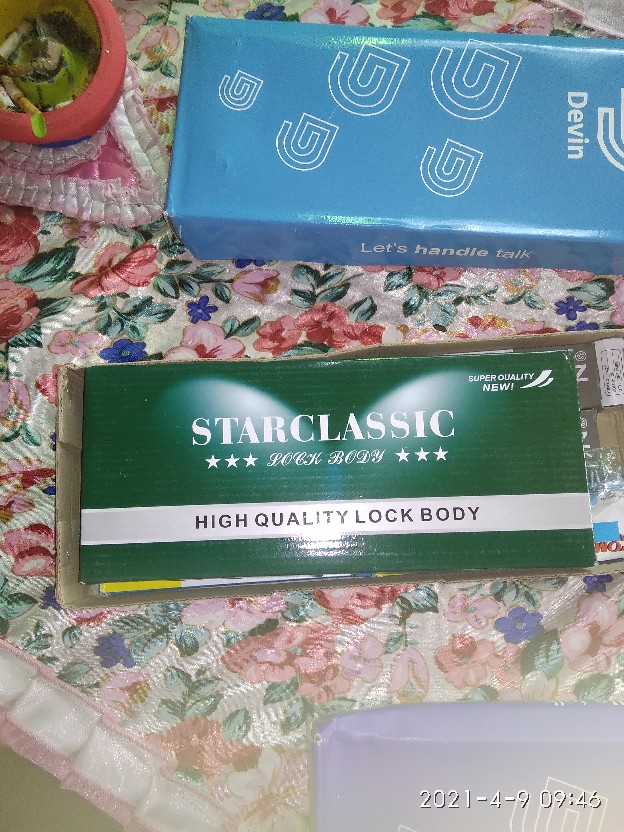 Devin
Let's handle talk
SUPER QUALITY
NEW!
STARCLASSIC
LOCK BODY
HIGH QUALITY LOCK BODY
2021-4-9 09:46